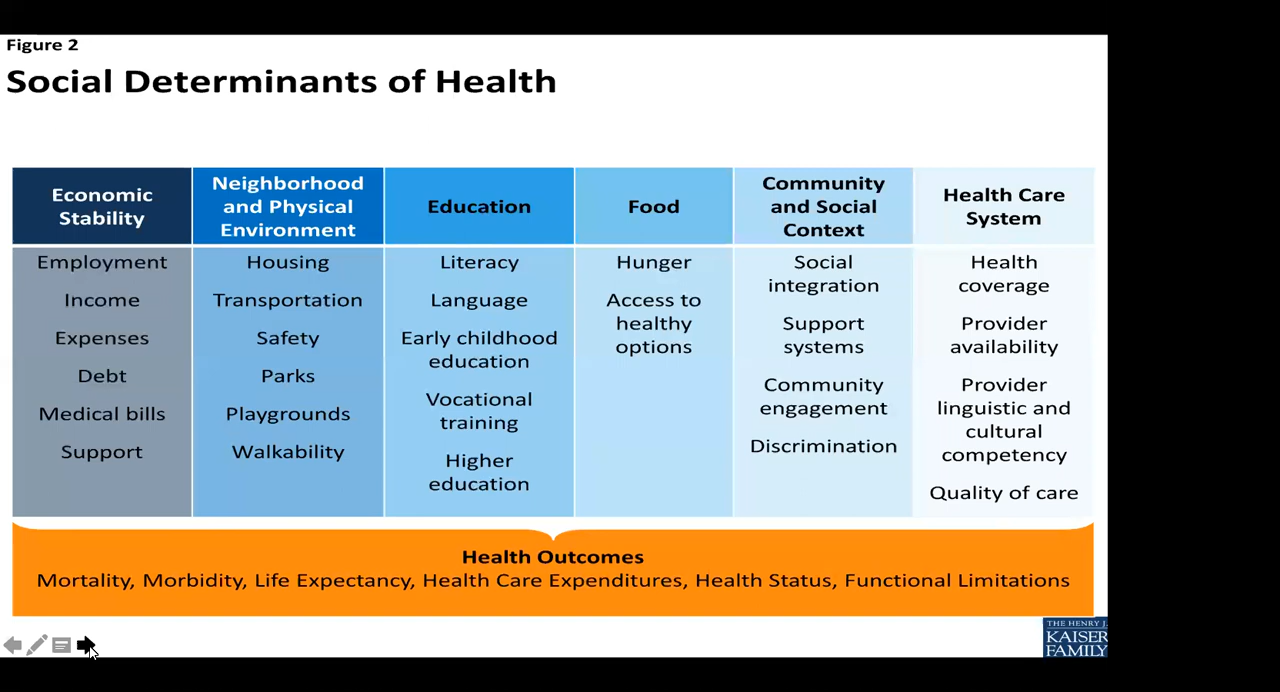 Figure 2
Social Determinants of Health
Economic
Stability
Neighborhood
and Physical
Environment
Education
Food
Community
and Social
Context
Health Care
System
Employment
Income
Expenses
Debt
Medical bills
Support
Housing
Transportation
Safety
Parks
Playgrounds
Walkability
Literacy
Language
Early childhood
education
Vocational
training
Higher
education
Hunger
Access to
healthy
options
Social
integration
Support
systems
Community
engagement
Discrimination
Health
coverage
Provider
availability
Provider
linguistic and
cultural
competency
Quality of care
Health Outcomes
Mortality, Morbidity, Life Expectancy, Health Care Expenditures, Health Status, Functional Limitations
THE HENRY J.
KAISER
FAMILY